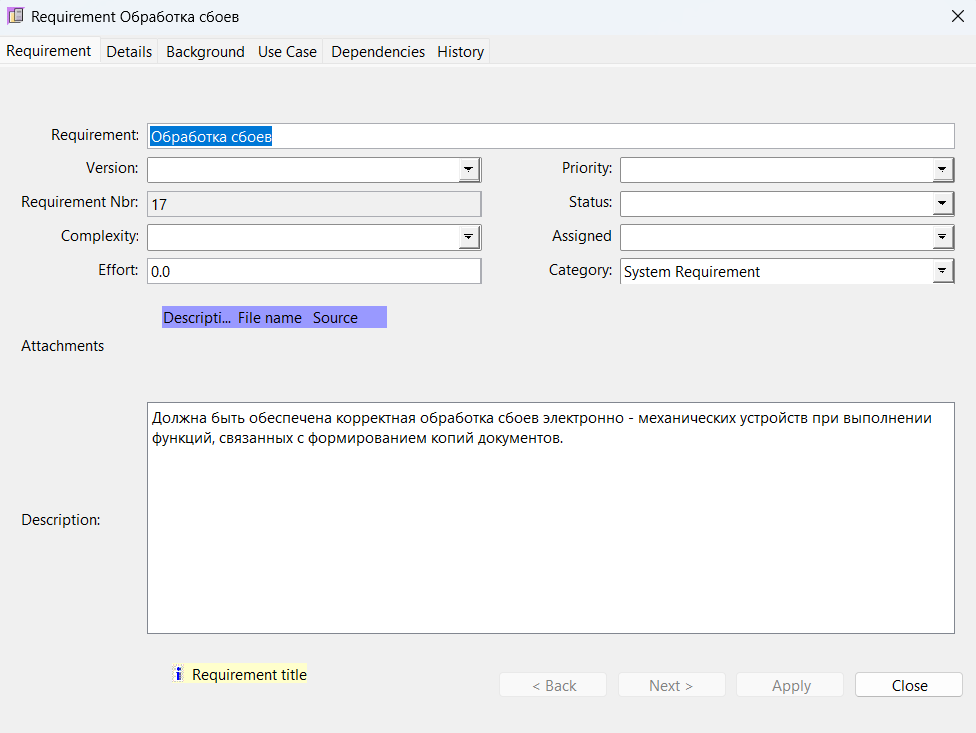 Requirement Обработка сбоев
Requirement Details Background Use Case Dependencies History
Requirement: Обработка сбоев
Version: Priority:
Requirement Nbr: 17 Status:
Complexity: Assigned
Effort: 0.0 Category: System Requirement
Descripti... File name Source
Attachments
Должна быть обеспечена корректная обработка сбоев электронно - механических устройств при выполнении
функций, связанных с формированием копий документов.
Description:
Requirement title
< Back Next > Apply Close